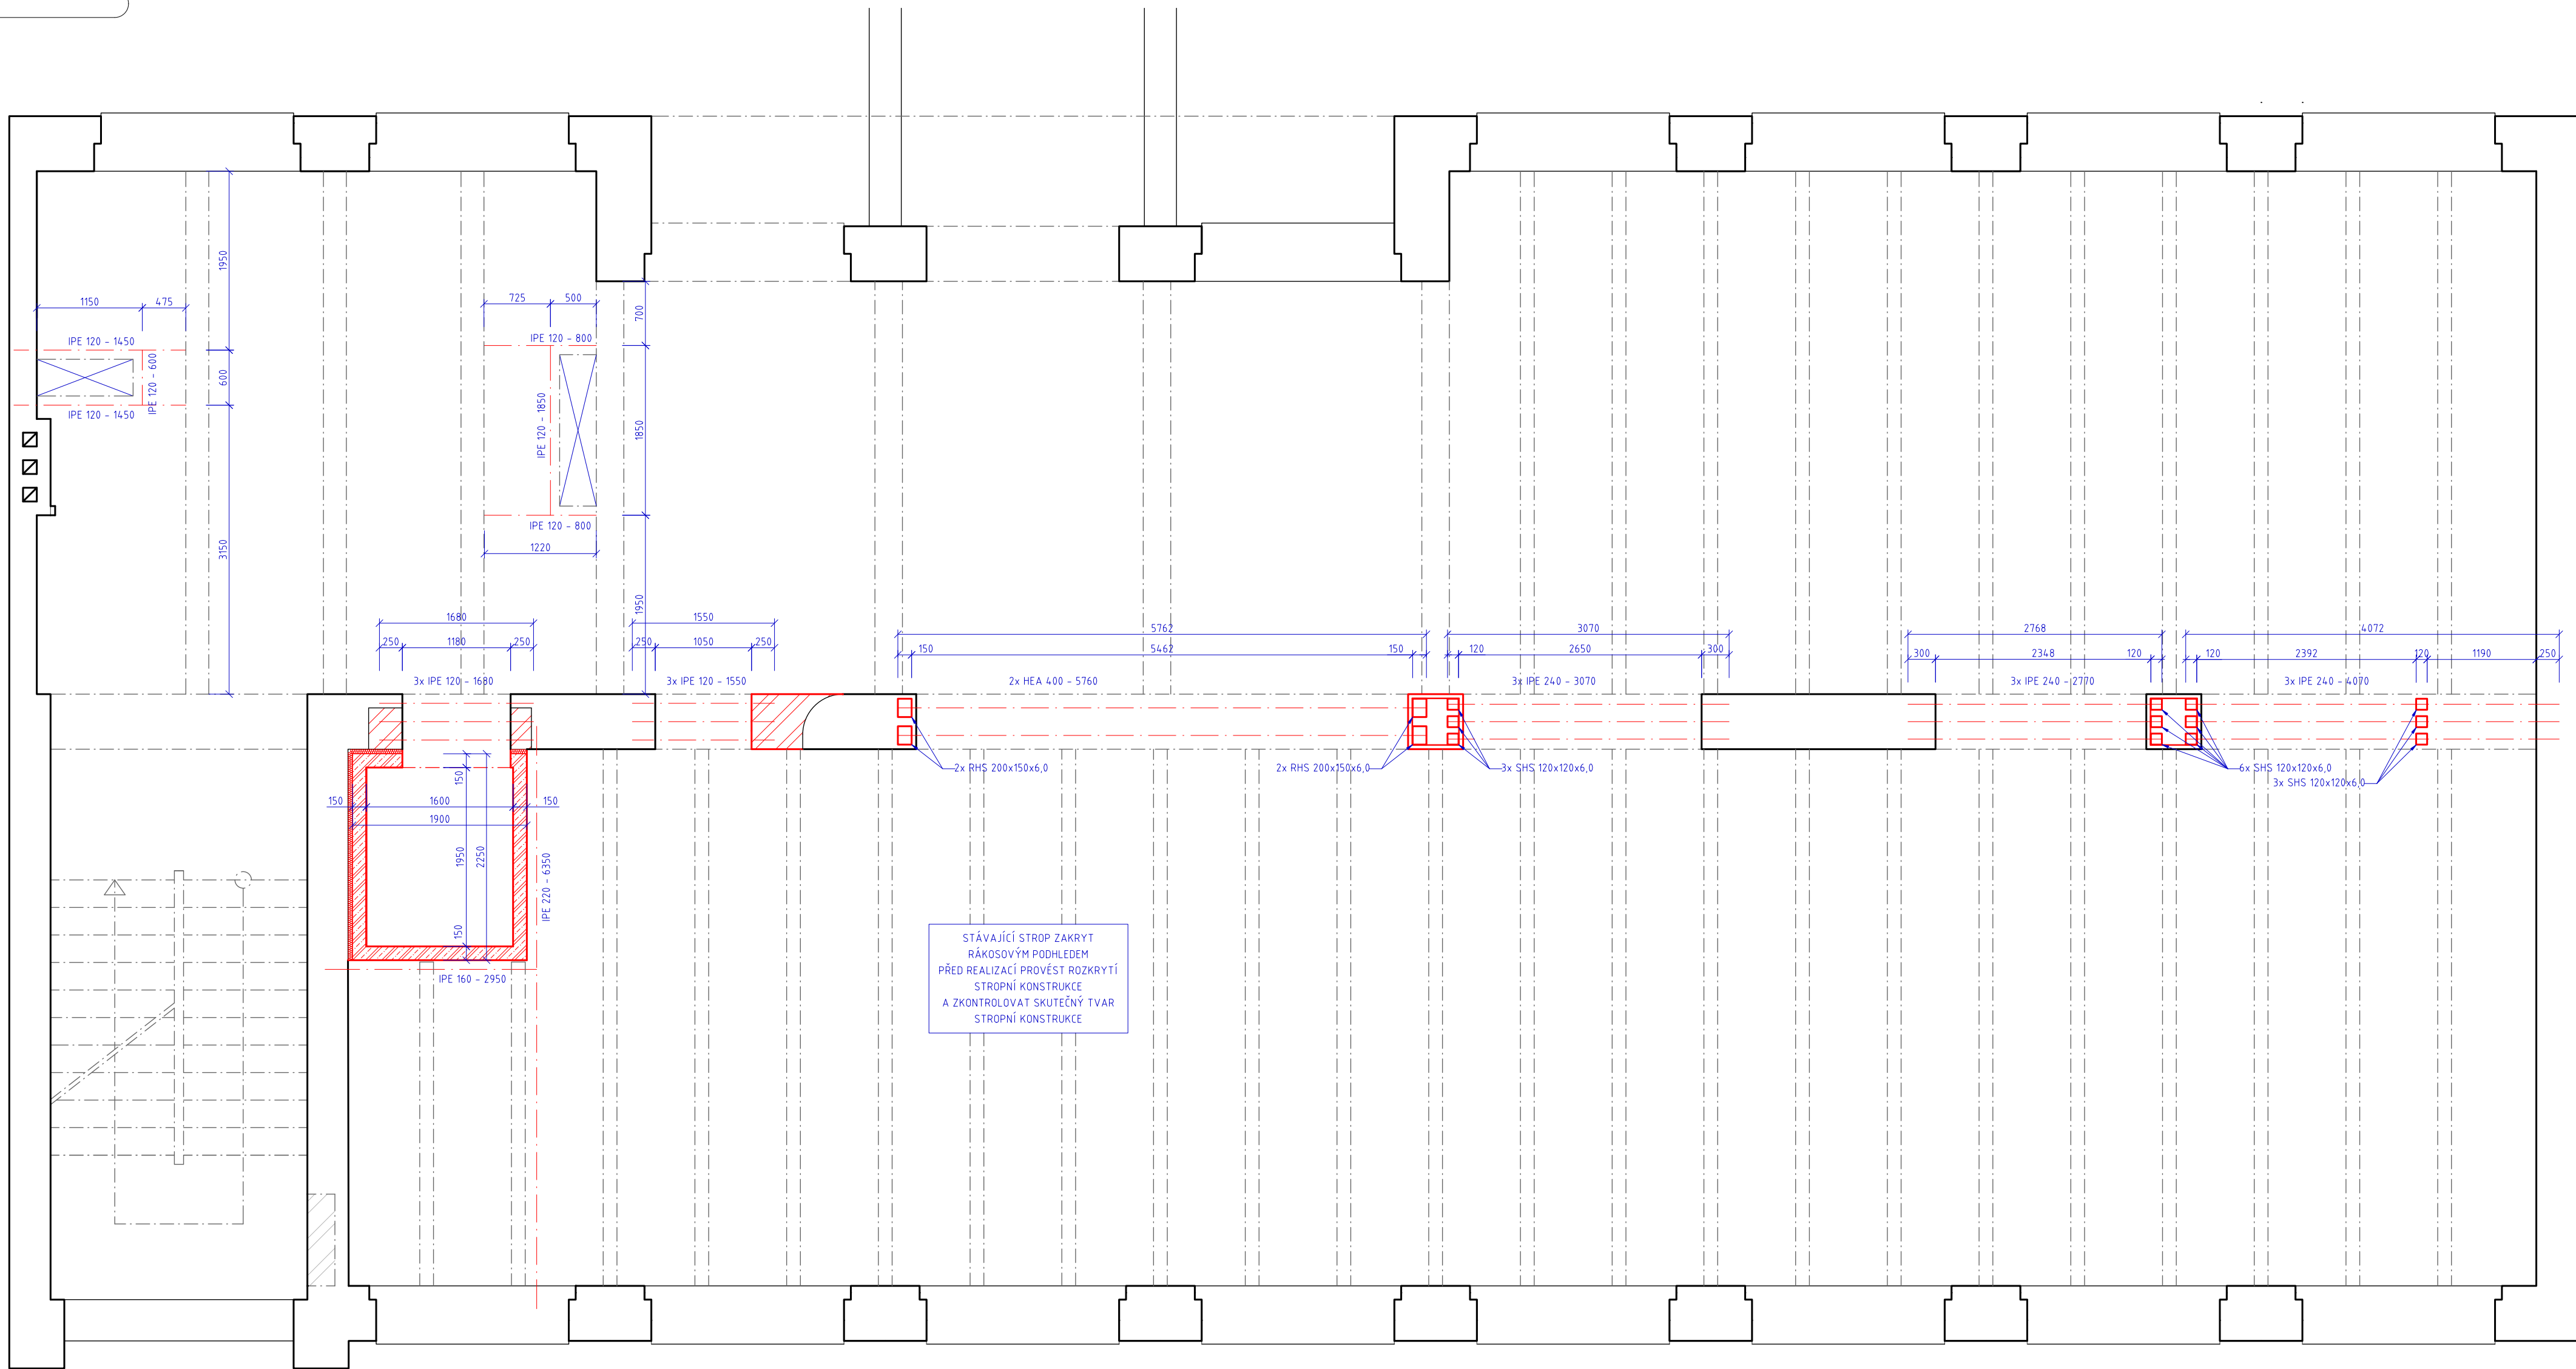 1950
1150
475
725
500
700
IPE 120 - 800
IPE 120 - 1450
IPE 120 - 600
600
IPE 120 - 1450
IPE 120 - 1850
1850
IPE 120 - 800
3150
1220
1950
1680
1550
250
1180
250
250
1050
250
3x IPE 120 - 1680
3x IPE 120 - 1550
5762
150
5462
150
2x HEA 400 - 5760
3070
120
2650
300
3x IPE 240 - 3070
2768
300
2348
120
3x IPE 240 - 2770
4072
120
2392
120
1190
250
3x IPE 240 - 4070
2x RHS 200x150x6,0
2x RHS 200x150x6,0
3x SHS 120x120x6,0
6x SHS 120x120x6,0
3x SHS 120x120x6,0
150
150
1600
150
1900
1950
2250
150
IPE 220 - 6350
IPE 160 - 2950
STÁVAJÍCÍ STROP ZAKRYT
RÁKOSOVÝM PODHLEDEM
PŘED REALIZACÍ PROVÉST ROZKRYTÍ
STROPNÍ KONSTRUKCE
A ZKONTROLOVAT SKUTEČNÝ TVAR
STROPNÍ KONSTRUKCE